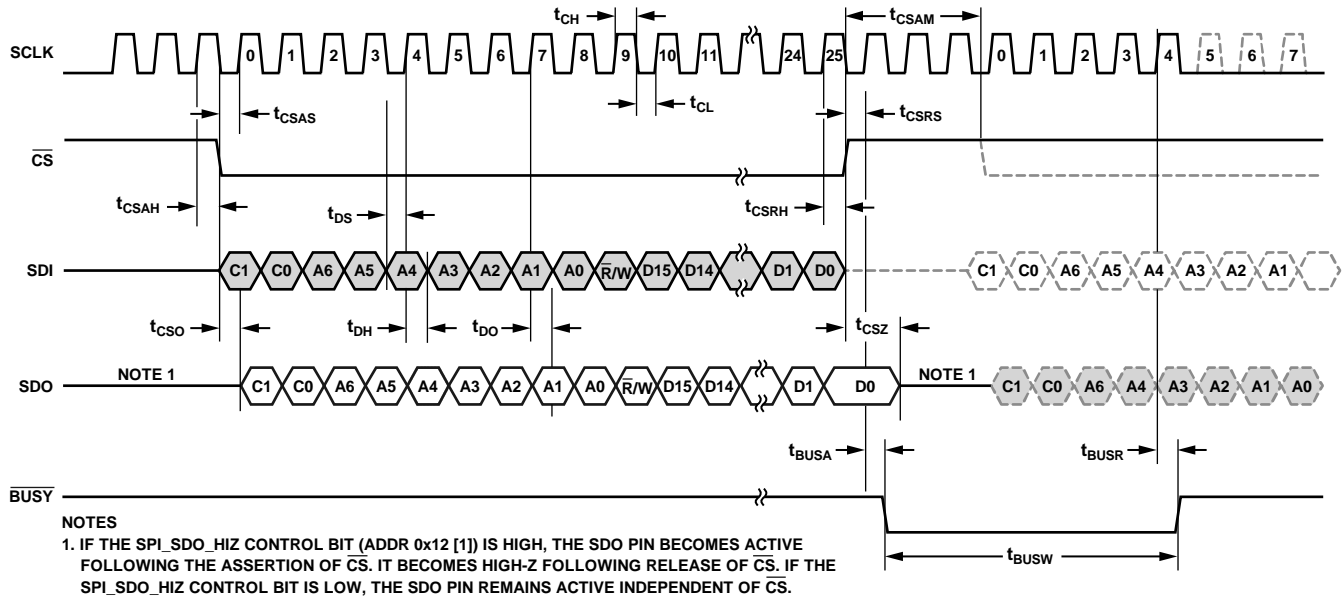 tCH
tCSAM
SCLK
0 1 2 3 4 5 6 7 8 9 10 11 24 25 0 1 2 3 4 5 6 7
tCSAS
tCL
tCSRS
CS
tCSAH
tDS
tCSRH
SDI
C1 C0 A6 A5 A4 A3 A2 A1 A0 R/W D15 D14 D1 D0 C1 C0 A6 A5 A4 A3 A2 A1
tCSO
tDH
tDO
tCSZ
SDO
NOTE 1
C1 C0 A6 A5 A4 A3 A2 A1 A0 R/W D15 D14 D1 D0
NOTE 1
C1 C0 A6 A4 A3 A2 A1 A0
tBUSA
tBUSR
BUSY
tBUSW
NOTES
1. IF THE SPI_SDO_HIZ CONTROL BIT (ADDR 0x12 [1]) IS HIGH, THE SDO PIN BECOMES ACTIVE
FOLLOWING THE ASSERTION OF CS. IT BECOMES HIGH-Z FOLLOWING RELEASE OF CS. IF THE
SPI_SDO_HIZ CONTROL BIT IS LOW, THE SDO PIN REMAINS ACTIVE INDEPENDENT OF CS.